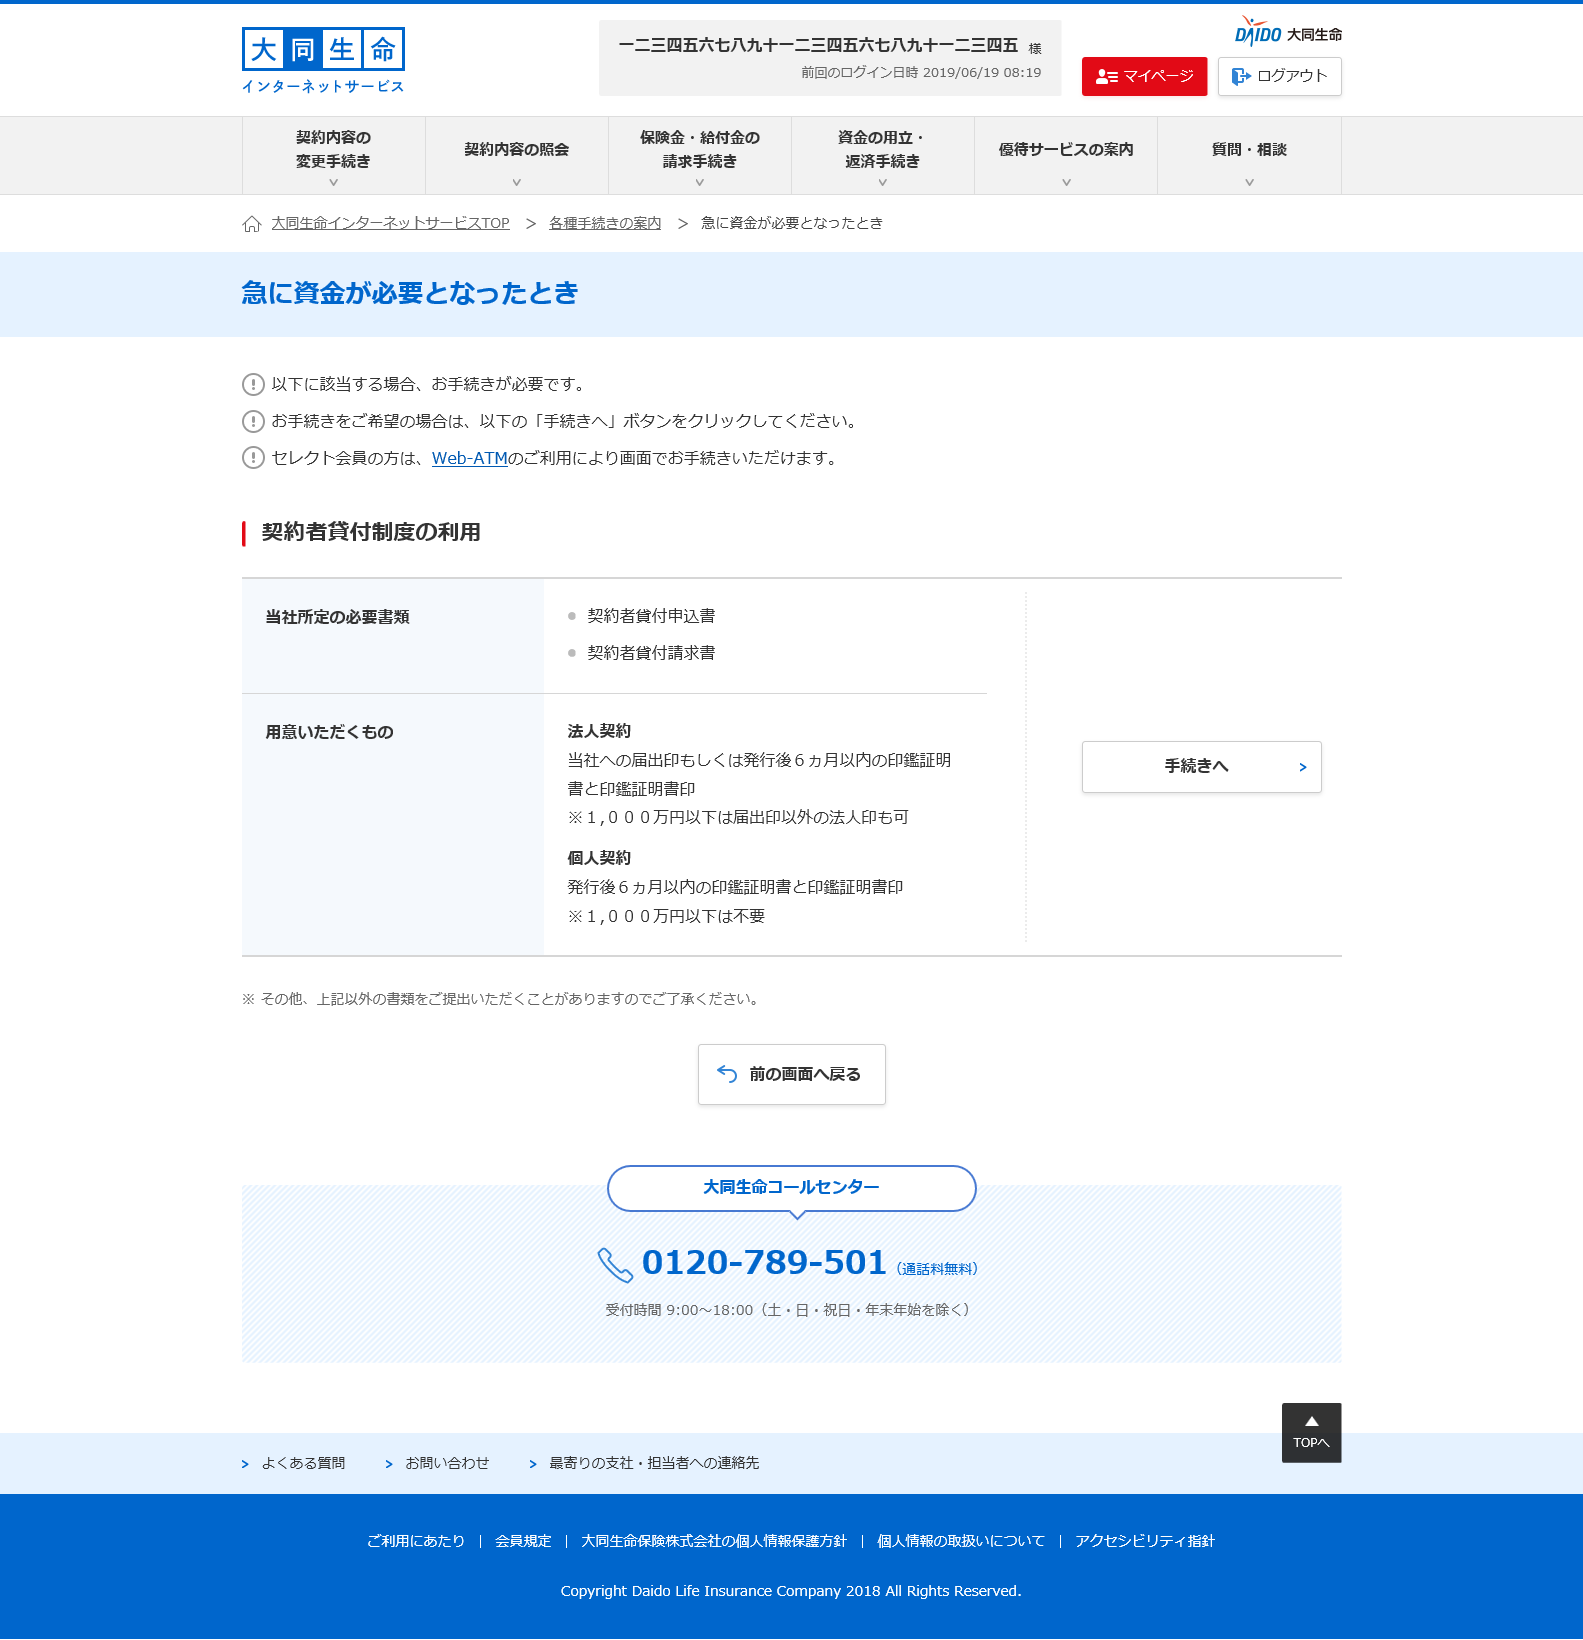 大同生命
インターネットサービス
一二三四五六七八九十一二三四五六七八九十一二三四五 様
前回のログイン日時 2019/06/19 08:19
DAIDO 大同生命
マイページ
ログアウト
契約内容の
変更手続き
契約内容の照会
保険金・給付金の
請求手続き
資金の用立・
返済手続き
優待サービスの案内
質問・相談
大同生命インターネットサービスTOP > 各種手続きの案内 > 急に資金が必要となったとき
急に資金が必要となったとき
以下に該当する場合、お手続きが必要です。
お手続きをご希望の場合は、以下の「手続きへ」ボタンをクリックしてください。
セレクト会員の方は、Web-ATMのご利用により画面でお手続きいただけます。
契約者貸付制度の利用
当社所定の必要書類
契約者貸付申込書
契約者貸付請求書
用意いただくもの
法人契約
当社への届出印もしくは発行後６ヵ月以内の印鑑証明
書と印鑑証明書印
※１,０００万円以下は届出印以外の法人印も可
個人契約
発行後６ヵ月以内の印鑑証明書と印鑑証明書印
※１,０００万円以下は不要
手続きへ
※ その他、上記以外の書類をご提出いただくことがありますのでご了承ください。
前の画面へ戻る
大同生命コールセンター
0120-789-501（通話料無料）
受付時間 9:00～18:00（土・日・祝日・年末年始を除く）
TOPへ
よくある質問
お問い合わせ
最寄りの支社・担当者への連絡先
ご利用にあたり | 会員規定 | 大同生命保険株式会社の個人情報保護方針 | 個人情報の取扱いについて | アクセシビリティ指針
Copyright Daido Life Insurance Company 2018 All Rights Reserved.